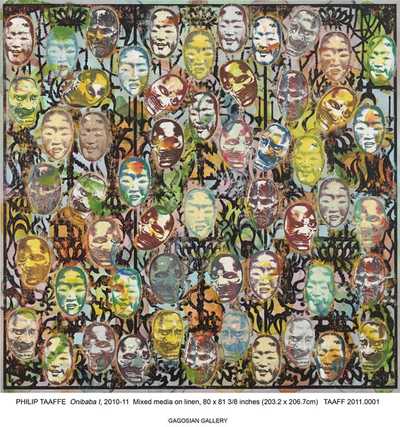 PHILIP TAAFFE Onibaba I, 2010-11 Mixed media on linen, 80 x 81 3/8 inches (203.2 x 206.7cm) TAAFF 2011.0001
GAGOSIAN GALLERY